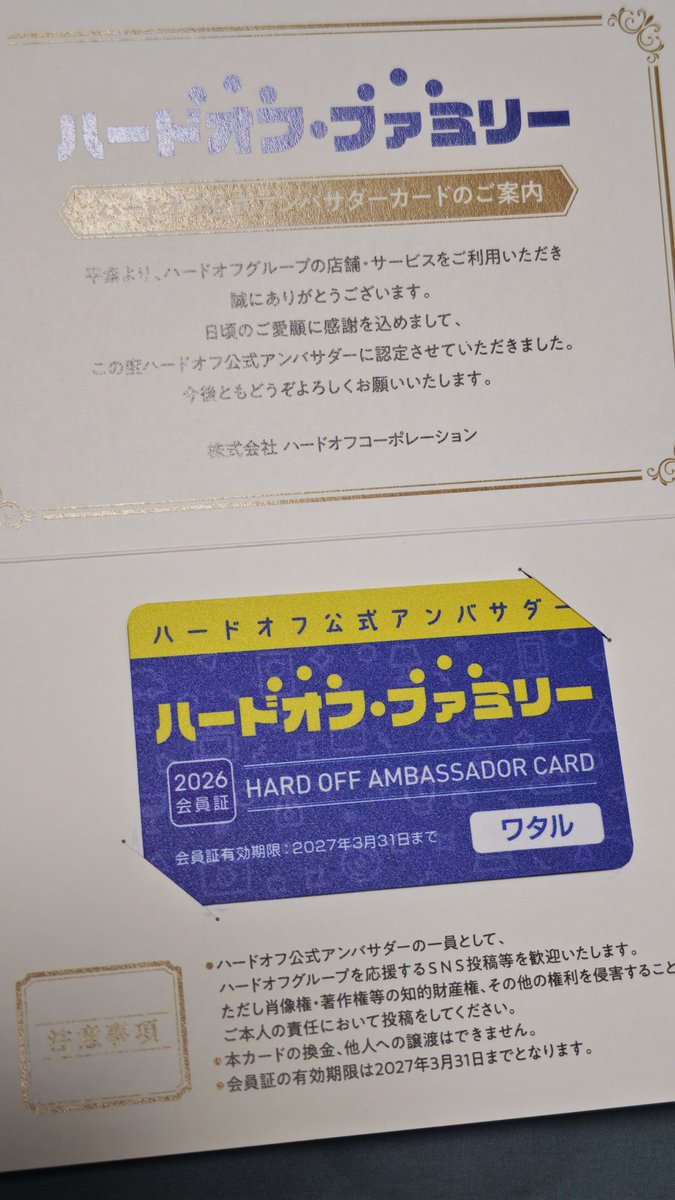 ハードオフ・ファミリー
ハードオフ公式アンバサダーカードのご案内
平素より、ハードオフグループの店舗・サービスをご利用いただき
誠にありがとうございます。
日頃のご愛顧に感謝を込めまして、
この度ハードオフ公式アンバサダーに認定させていただきました。
今後ともどうぞよろしくお願いいたします。
株式会社 ハードオフコーポレーション
ハードオフ公式アンバサダー
ハードオフ・ファミリー
2026
会員証
HARD OFF AMBASSADOR CARD
会員証有効期限：2027年3月31日まで
ワタル
●ハードオフ公式アンバサダーの一員として、
ハードオフグループを応援するSNS投稿等を歓迎いたします。
ただし肖像権・著作権等の知的財産権、その他の権利を侵害すること
ご本人の責任において投稿をしてください。
●本カードの換金、他人への譲渡はできません。
●会員証の有効期限は2027年3月31日までとなります。